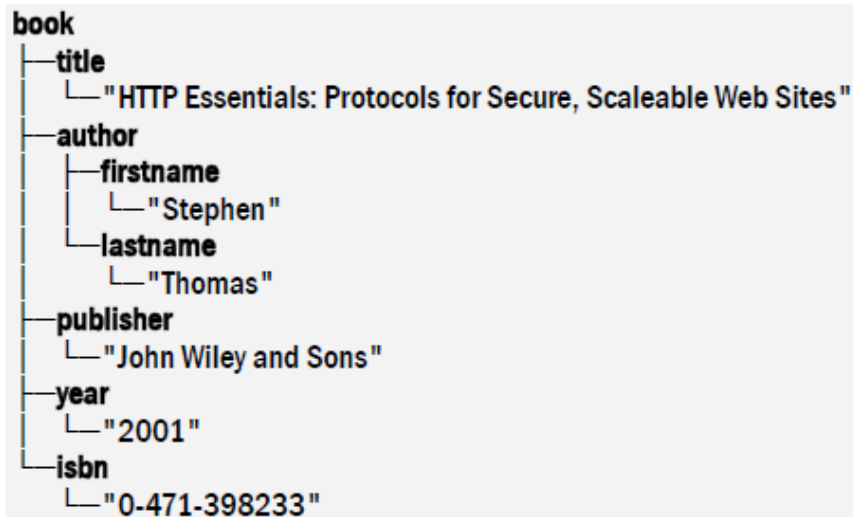 book
title
"HTTP Essentials: Protocols for Secure, Scaleable Web Sites"
author
firstname
"Stephen"
lastname
"Thomas"
publisher
"John Wiley and Sons"
year
"2001"
isbn
"0-471-398233"